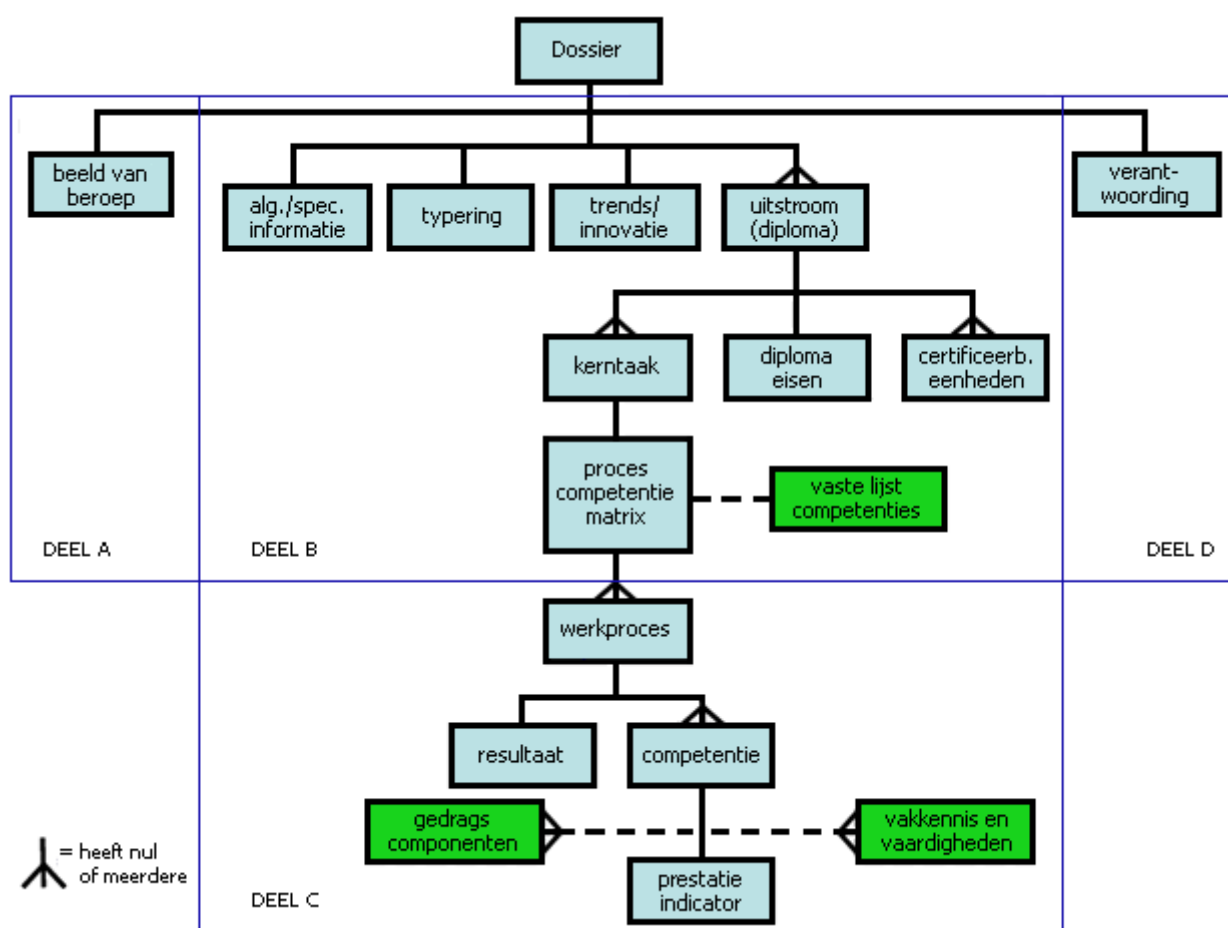 Dossier
beeld van
beroep
alg./spec.
informatie
typering
trends/
innovatie
uitstroom
(diploma)
verant-
woording
kerntaak
diploma
eisen
certificeerb.
eenheden
proces
competentie
matrix
vaste lijst
competenties
DEEL A
DEEL B
DEEL D
werkproces
resultaat
competentie
gedrags
componenten
vakkennis en
vaardigheden
= heeft nul
of meerdere
prestatie
indicator
DEEL C